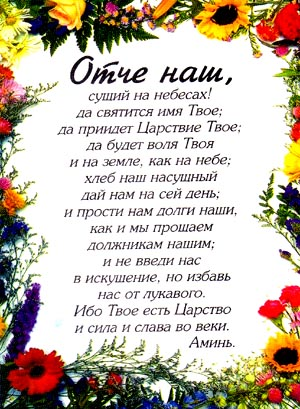 Отче наш,
сущий на небесах!
да святится имя Твое;
да приидет Царствие Твое;
да будет воля Твоя
и на земле, как на небе;
хлеб наш насущный
дай нам на сей день;
и прости нам долги наши,
как и мы прощаем
должникам нашим;
и не введи нас
в искушение, но избавь
нас от лукавого.
Ибо Твое есть Царство
и сила и слава во веки.
Аминь.